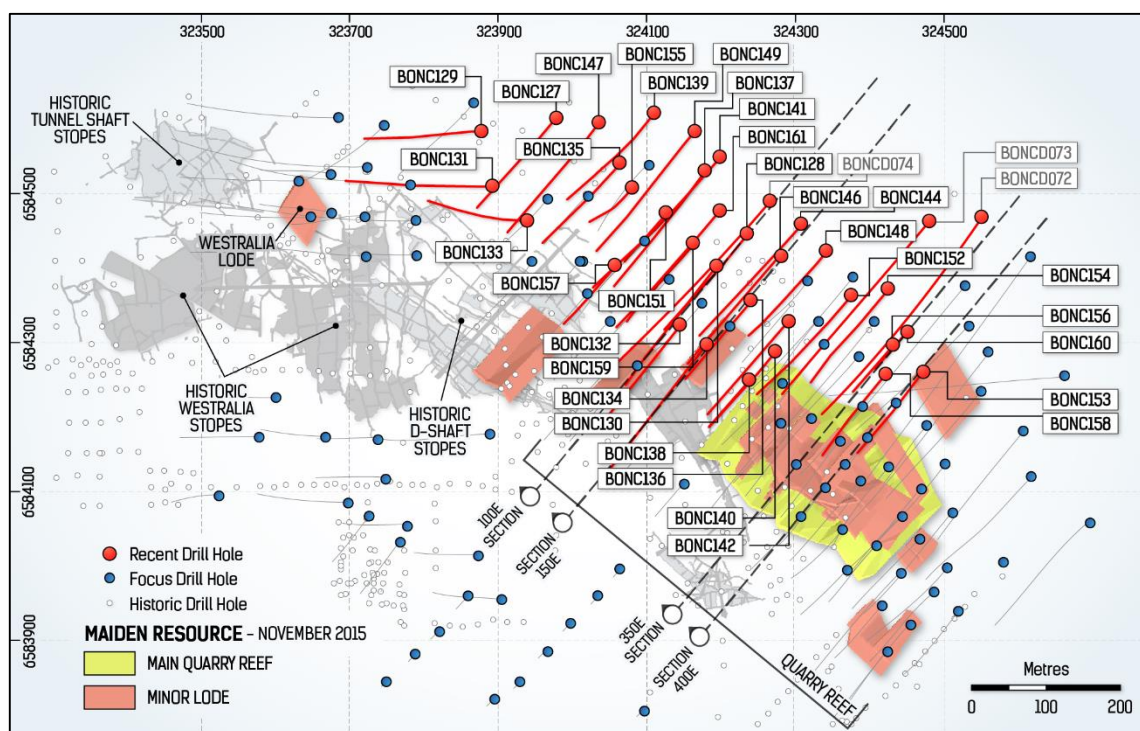 323500
323700
323900
324100
324300
324500
BONC155
BONC149
BONC147
BONC139
BONC137
BONC129
BONC127
BONC141
BONC161
HISTORIC
TUNNEL SHAFT
STOPES
BONC135
BONC128
BONCD074
BONCD073
BONC131
BONC146
BONC144
BONCD072
6584500
BONC148
WESTRALIA
LODE
BONC133
BONC152
BONC157
BONC154
BONC151
BONC156
BONC132
BONC160
6584300
BONC159
HISTORIC
WESTRALIA
STOPES
HISTORIC
D-SHAFT
STOPES
BONC134
BONC153
BONC130
BONC158
BONC138
BONC136
6584100
100E
SECTION
SECTION
150E
BONC140
BONC142
Recent Drill Hole
Focus Drill Hole
Historic Drill Hole
350E
SECTION
SECTION
400E
QUARRY REEF
6583900
MAIDEN RESOURCE - NOVEMBER 2015
MAIN QUARRY REEF
MINOR LODE
Metres
0 100 200